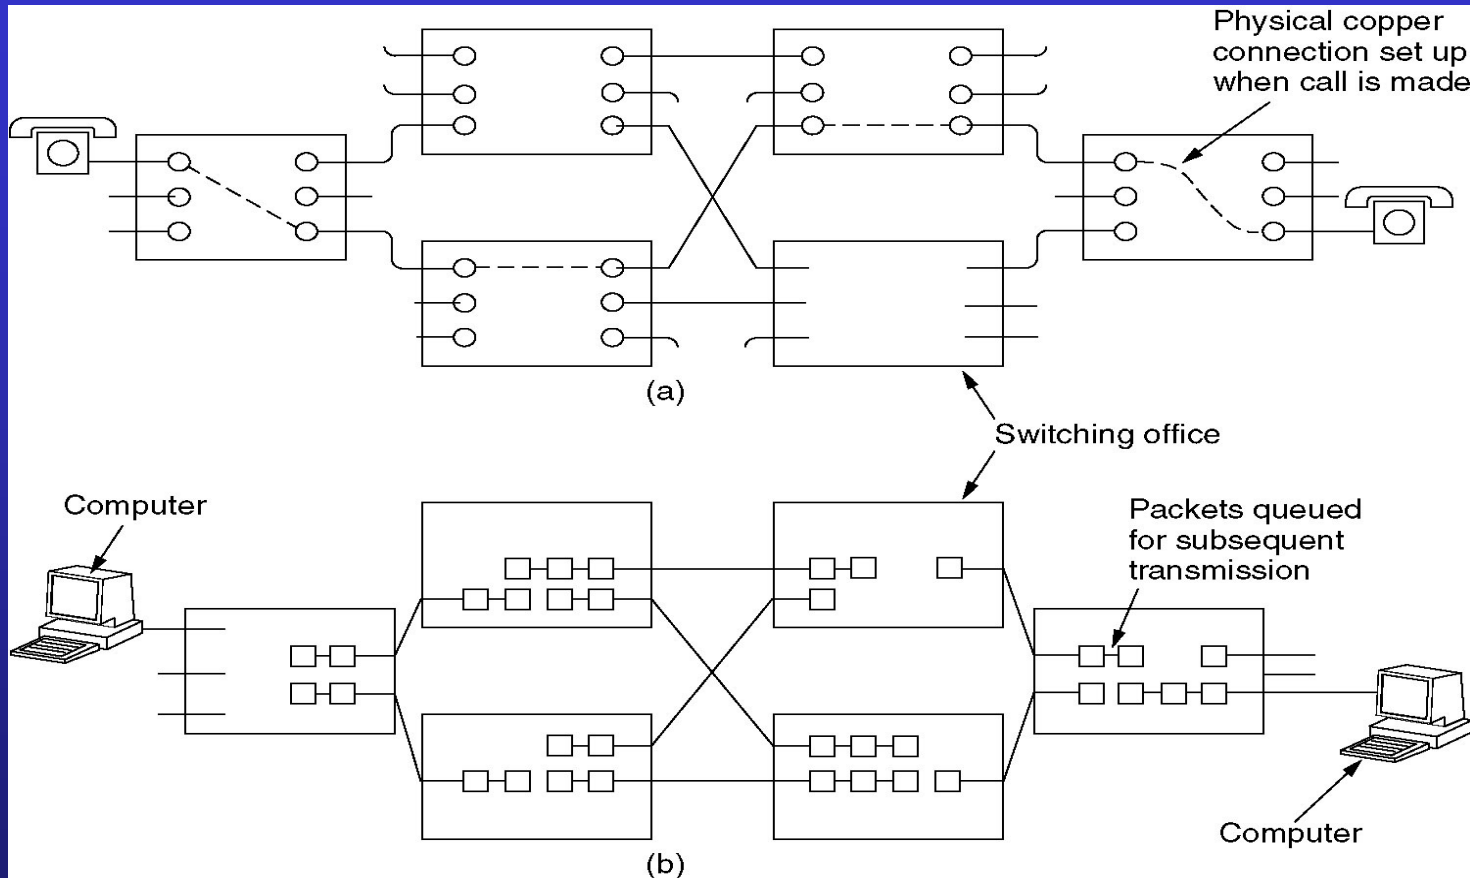 Physical copper
connection set up
when call is made
(a)
Switching office
Computer
Packets queued
for subsequent
transmission
Computer
(b)